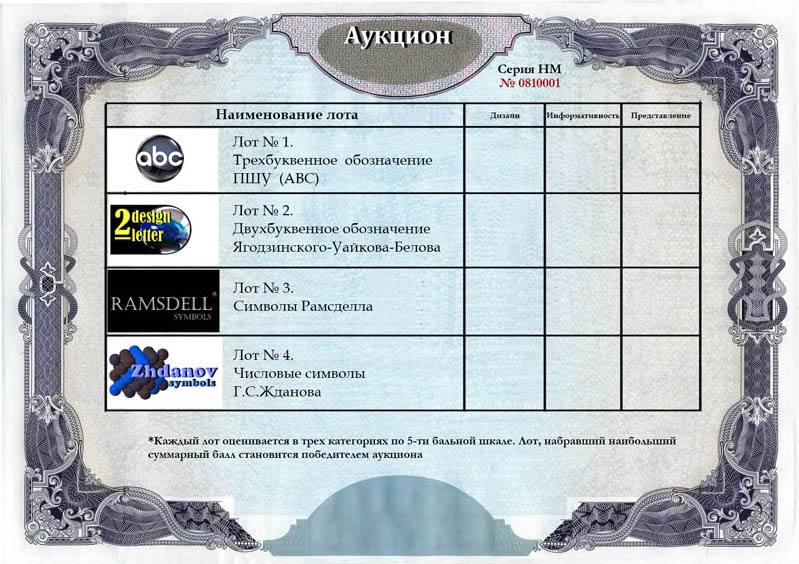 Аукцион
Серия НМ
№ 0810001
Наименование лота
Дизайн
Информативность
Представление
abc
Лот № 1.
Трехбуквенное обозначение
ПШУ (ABC)
2 design
letter
Лот № 2.
Двухбуквенное обозначение
Ягодзинского-Уайкова-Белова
RAMSDELL®
SYMBOLS
Лот № 3.
Символы Рамсделла
Zhdanov
symbols
Лот № 4.
Числовые символы
Г.С.Жданова
*Каждый лот оценивается в трех категориях по 5-ти бальной шкале. Лот, набравший наибольший
суммарный балл становится победителем аукциона